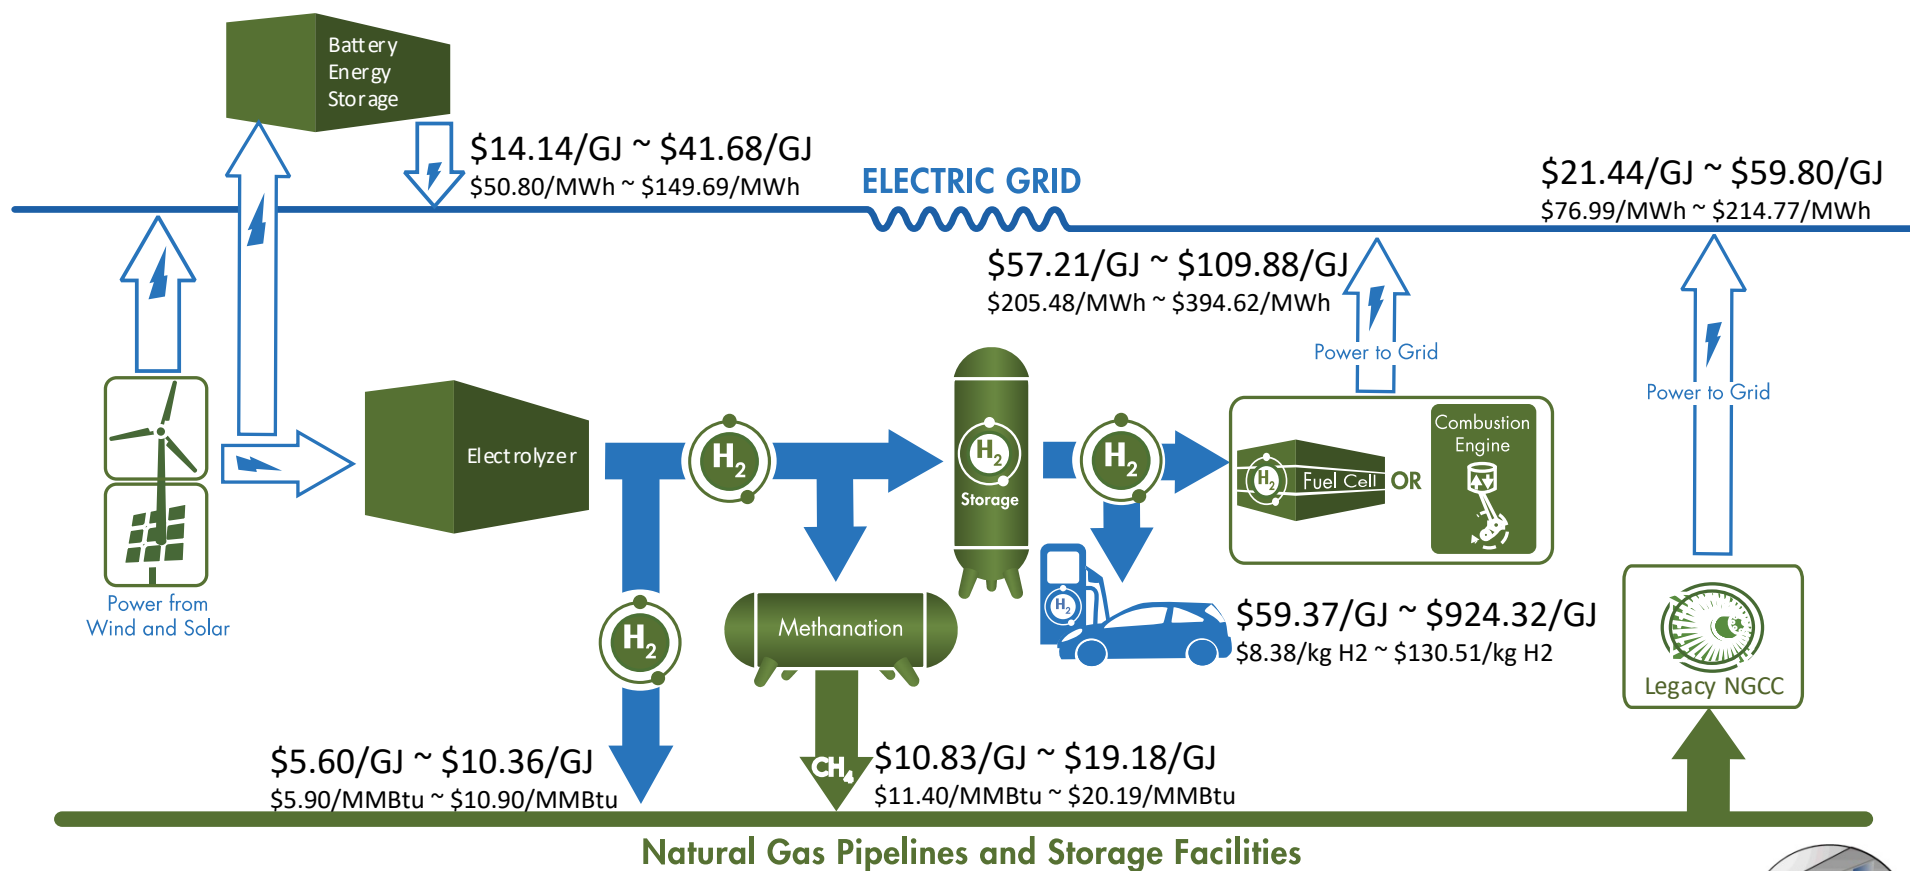 Battery
Energy
Storage
$14.14/GJ ~ $41.68/GJ
$50.80/MWh ~ $149.69/MWh
ELECTRIC GRID
$21.44/GJ ~ $59.80/GJ
$76.99/MWh ~ $214.77/MWh
$57.21/GJ ~ $109.88/GJ
$205.48/MWh ~ $394.62/MWh
Power to Grid
Power to Grid
Electrolyzer
H2
H2
Storage
H2
H2
Fuel Cell
OR
Combustion
Engine
Power from
Wind and Solar
H2
Methanation
H2
$59.37/GJ ~ $924.32/GJ
$8.38/kg H2 ~ $130.51/kg H2
Legacy NGCC
$5.60/GJ ~ $10.36/GJ
$5.90/MMBtu ~ $10.90/MMBtu
CH4
$10.83/GJ ~ $19.18/GJ
$11.40/MMBtu ~ $20.19/MMBtu
Natural Gas Pipelines and Storage Facilities